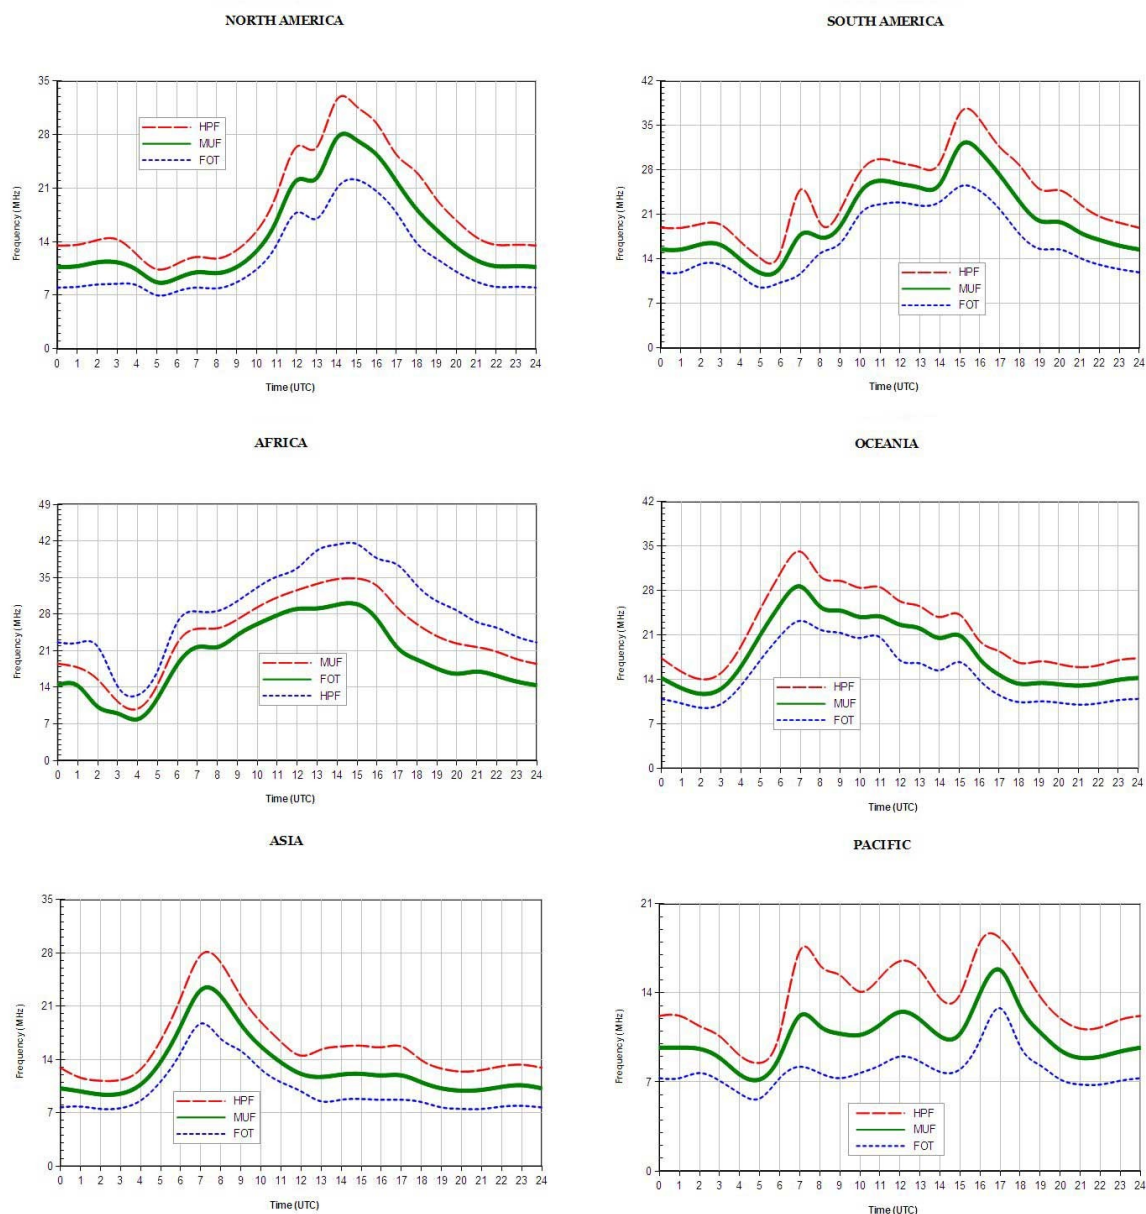 NORTH AMERICA
Frequency (MHz)
35
28
21
14
7
0
HPF
MUF
FOT
0 1 2 3 4 5 6 7 8 9 10 11 12 13 14 15 16 17 18 19 20 21 22 23 24
Time (UTC)
SOUTH AMERICA
Frequency (MHz)
42
35
28
21
14
7
0
HPF
MUF
FOT
0 1 2 3 4 5 6 7 8 9 10 11 12 13 14 15 16 17 18 19 20 21 22 23 24
Time (UTC)
AFRICA
Frequency (MHz)
49
42
35
28
21
14
7
0
MUF
FOT
HPF
0 1 2 3 4 5 6 7 8 9 10 11 12 13 14 15 16 17 18 19 20 21 22 23 24
Time (UTC)
OCEANIA
Frequency (MHz)
42
35
28
21
14
7
0
HPF
MUF
FOT
0 1 2 3 4 5 6 7 8 9 10 11 12 13 14 15 16 17 18 19 20 21 22 23 24
Time (UTC)
ASIA
Frequency (MHz)
35
28
21
14
7
0
HPF
MUF
FOT
0 1 2 3 4 5 6 7 8 9 10 11 12 13 14 15 16 17 18 19 20 21 22 23 24
Time (UTC)
PACIFIC
Frequency (MHz)
21
14
7
0
HPF
MUF
FOT
0 1 2 3 4 5 6 7 8 9 10 11 12 13 14 15 16 17 18 19 20 21 22 23 24
Time (UTC)